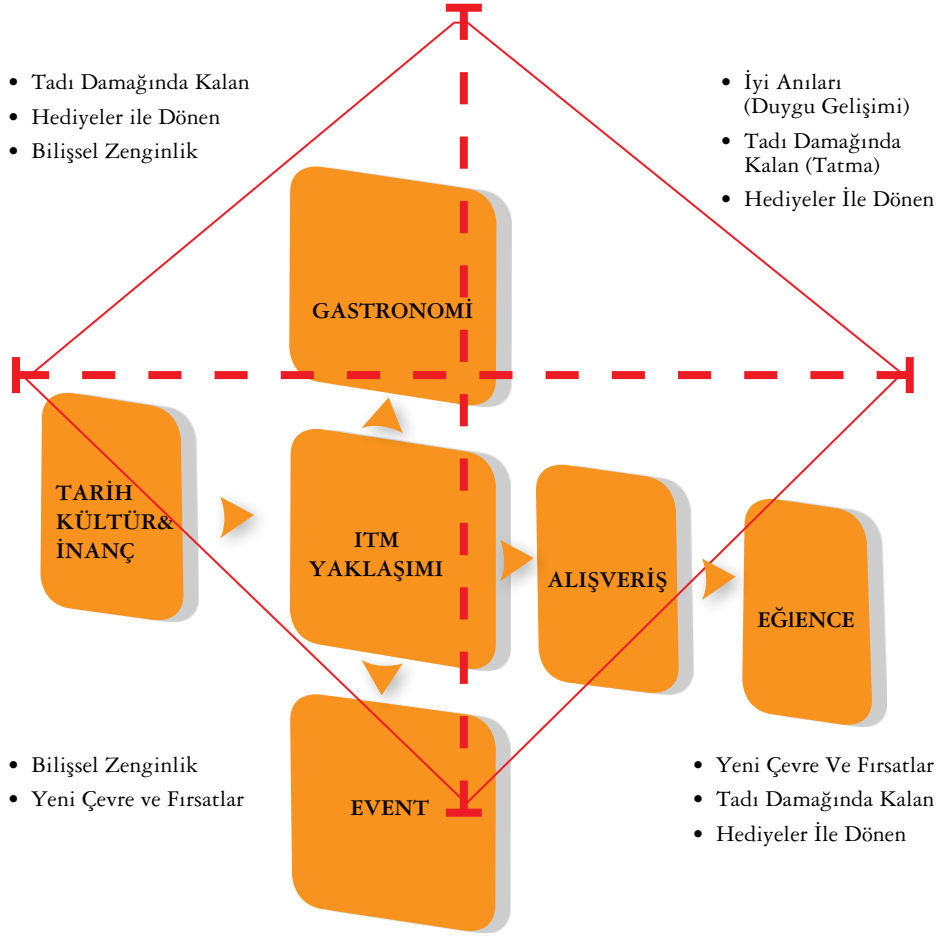 • Tadı Damağında Kalan
• Hediyeler ile Dönen
• Bilişsel Zenginlik
• İyi Anıları
(Duygu Gelişimi)
• Tadı Damağında
Kalan (Tatma)
• Hediyeler İle Dönen
GASTRONOMİ
TARİH
KÜLTÜR&
İNANÇ
ITM
YAKLAŞIMI
ALIŞVERİŞ
EĞIENCE
EVENT
• Bilişsel Zenginlik
• Yeni Çevre ve Fırsatlar
• Yeni Çevre Ve Fırsatlar
• Tadı Damağında Kalan
• Hediyeler İle Dönen